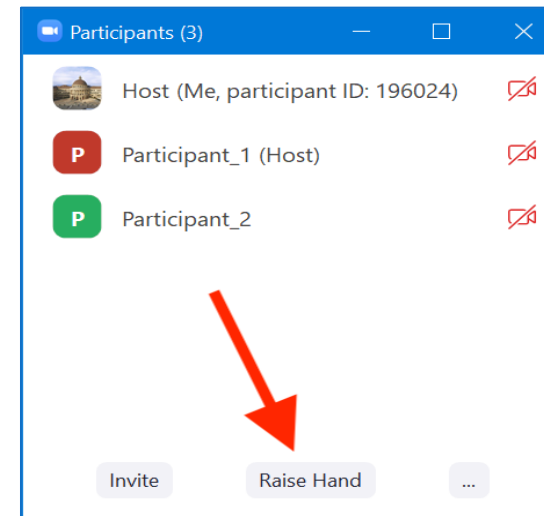 Participants (3)
Host (Me, participant ID: 196024)
P
Participant_1 (Host)
P
Participant_2
Invite
Raise Hand
...